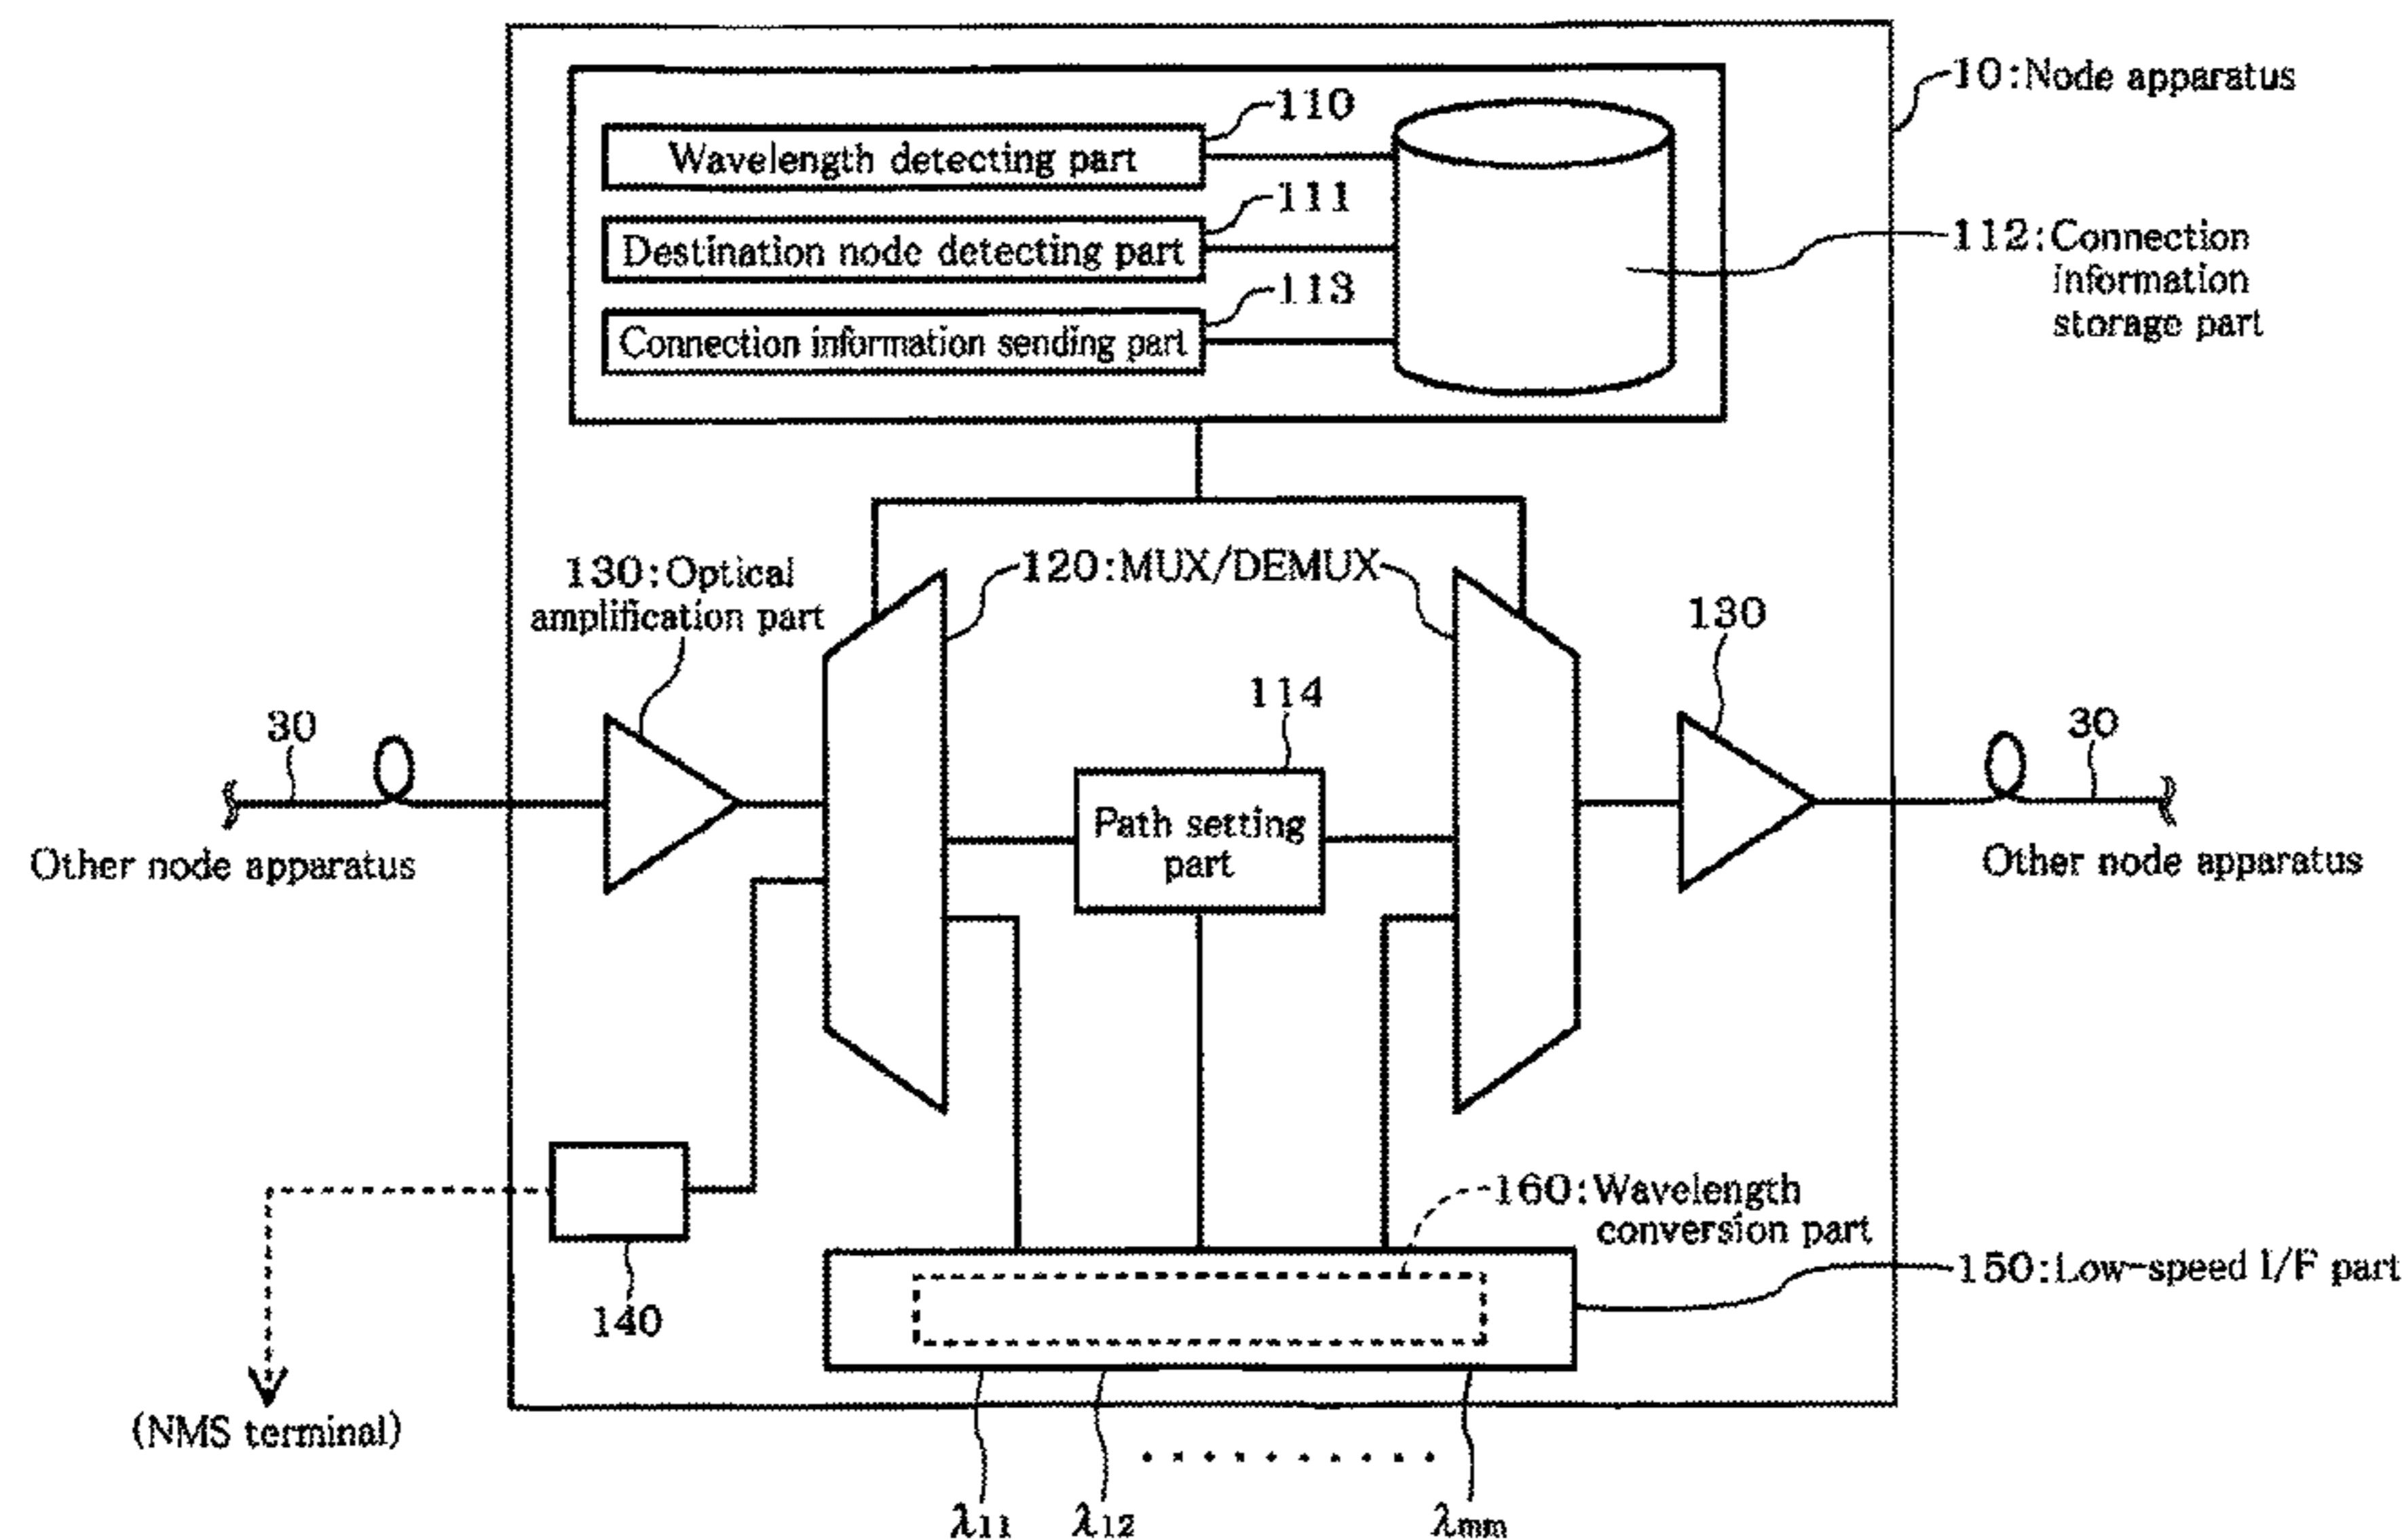 10:Node apparatus
110
Wavelength detecting part
111
Destination node detecting part
113
Connection information sending part
112:Connection
information
storage part
130:Optical
amplification part
120:MUX/DEMUX
130
114
Path setting
part
30
30
Other node apparatus
Other node apparatus
160:Wavelength
conversion part
150:Low-speed I/F part
140
(NMS terminal)
λ11
λ12
λmm